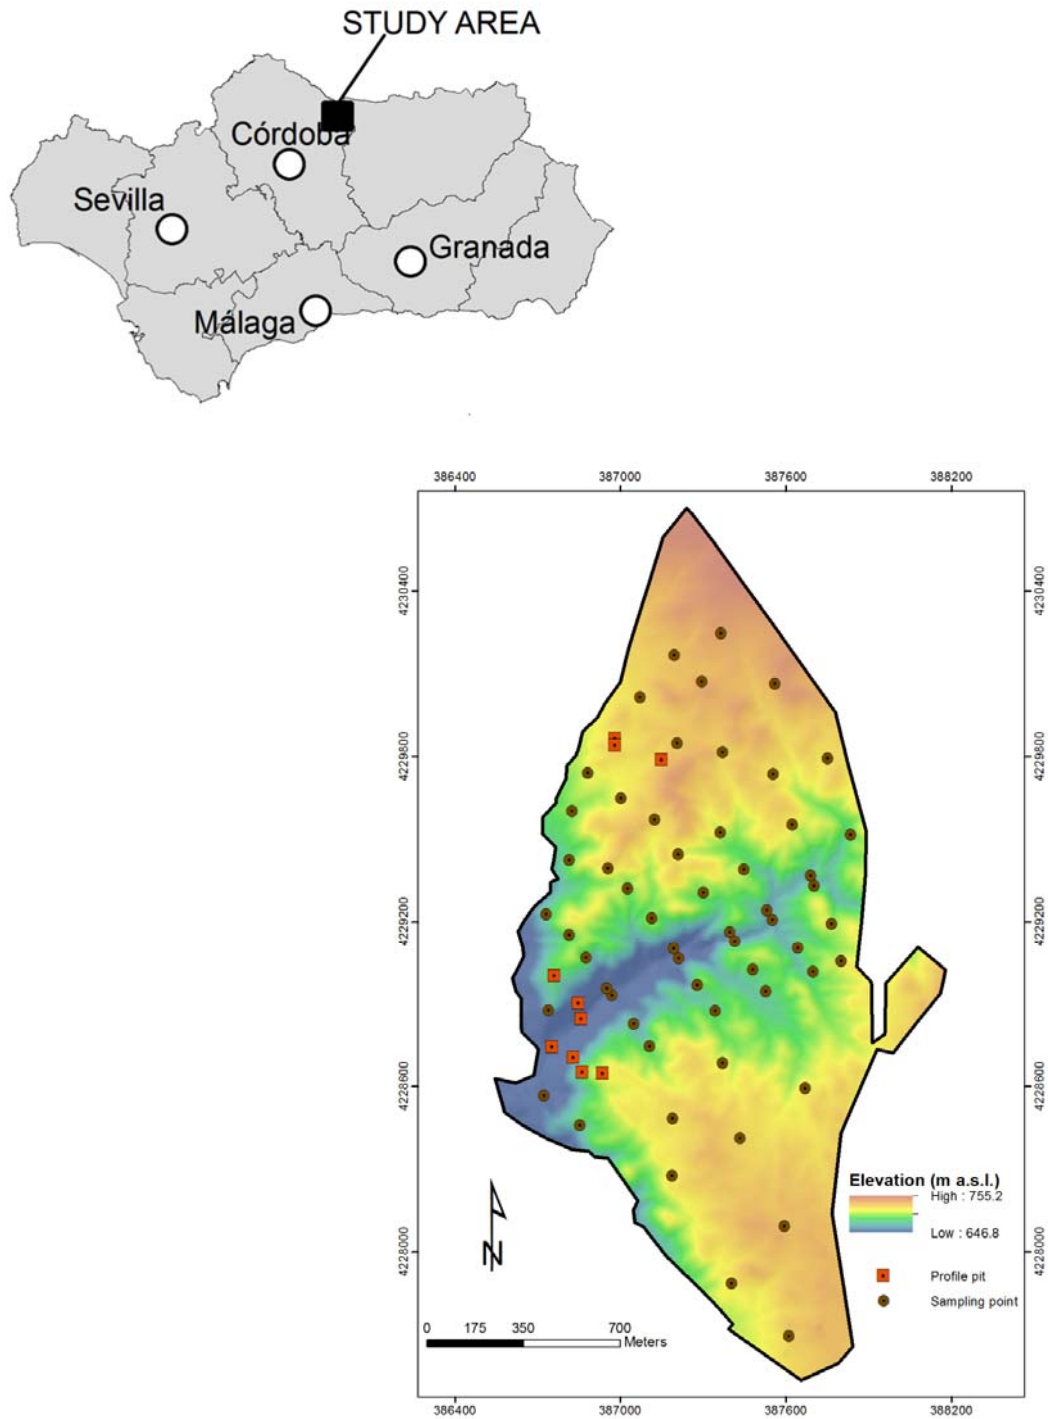 STUDY AREA
Córdoba
Sevilla
Granada
Málaga
386400 387000 387600 388200
4230400 4230400
4229800 4229800
4229200 4229200
4228600 4228600
4228000 4228000
Elevation (m a.s.l.)
High : 755.2
Low : 646.8
Profile pit
Sampling point
N
0 175 350 700
Meters
386400 387000 387600 388200